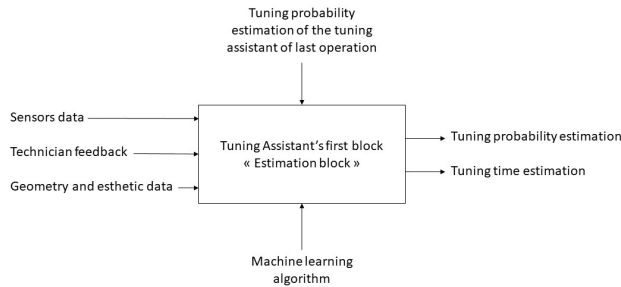 Tuning probability
estimation of the tuning
assistant of last operation
Sensors data
Technician feedback
Geometry and esthetic data
Tuning Assistant's first block
« Estimation block »
Tuning probability estimation
Tuning time estimation
Machine learning
algorithm